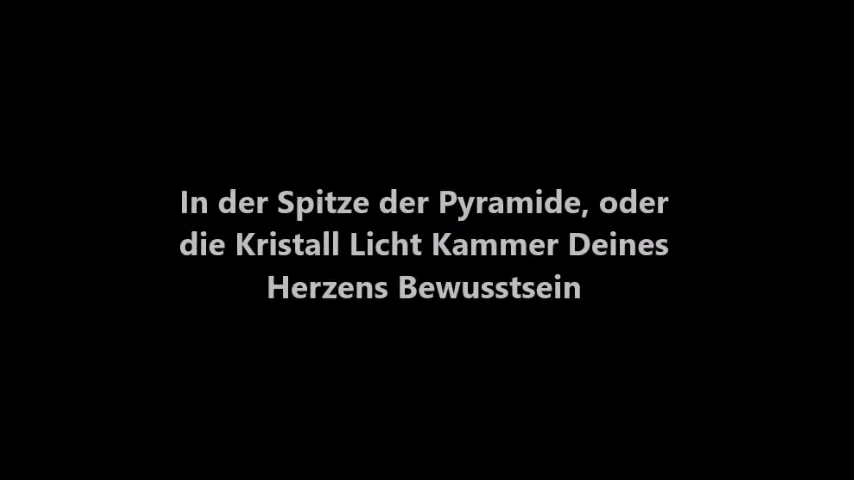 In der Spitze der Pyramide, oder
die Kristall Licht Kammer Deines
Herzens Bewusstsein